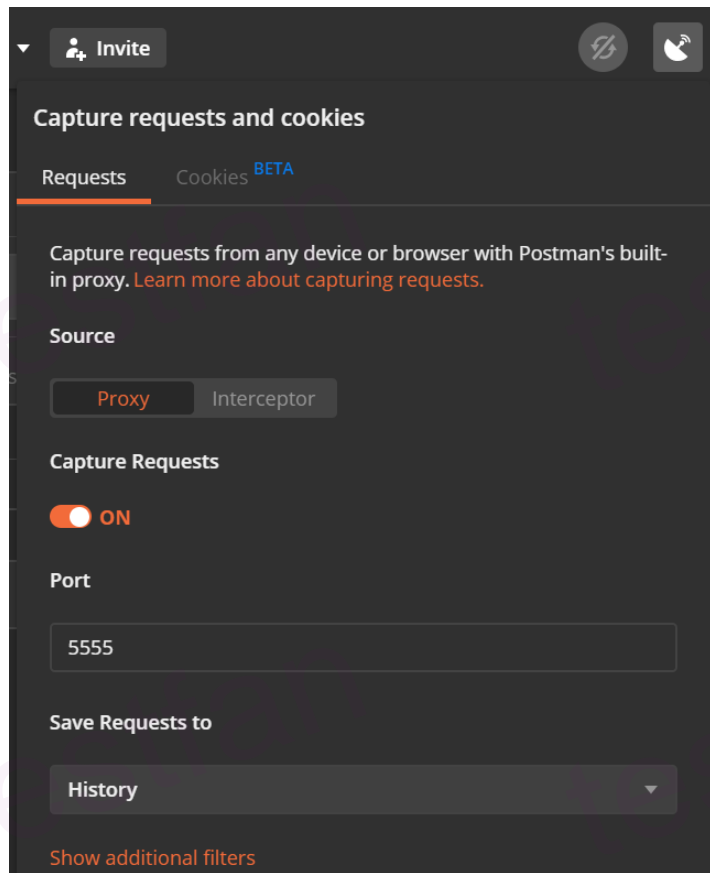 Invite
Capture requests and cookies
Requests
Cookies BETA
Capture requests from any device or browser with Postman's built-
in proxy. Learn more about capturing requests.
Source
Proxy
Interceptor
Capture Requests
ON
Port
5555
Save Requests to
History
Show additional filters